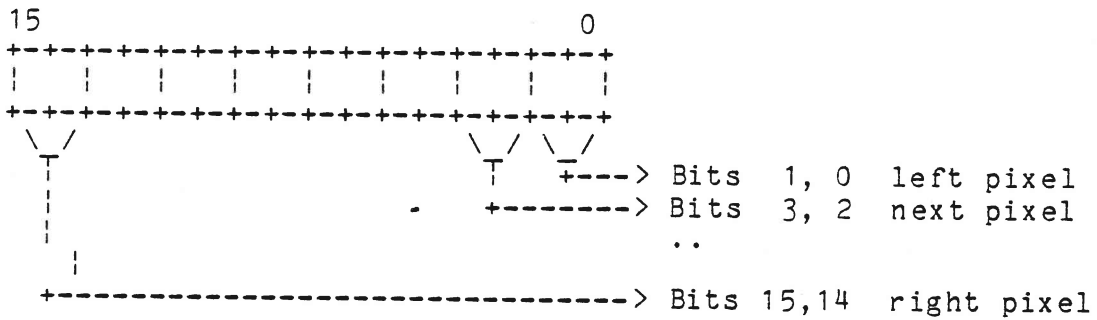 15 0
+-+-+-+-+-+-+-+-+-+-+-+-+-+-+-+-+
¦   ¦   ¦   ¦   ¦   ¦   ¦   ¦   ¦
+-+-+-+-+-+-+-+-+-+-+-+-+-+-+-+-+
+---> Bits 1, 0 left pixel
+-------> Bits 3, 2 next pixel
..
+-------------------------------> Bits 15,14 right pixel